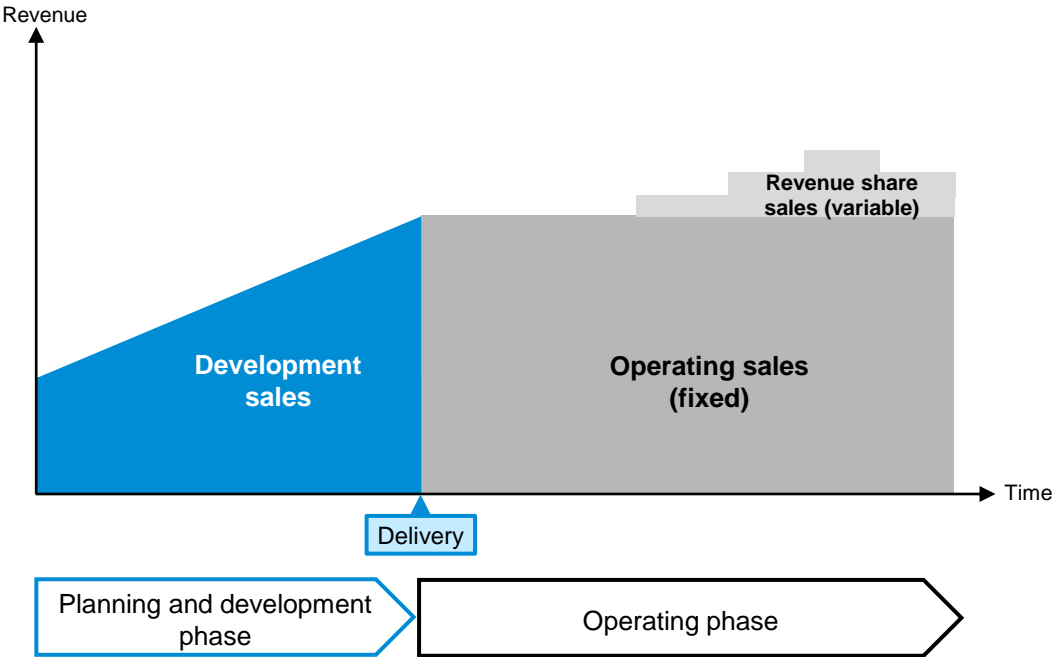 Revenue
Revenue share
sales (variable)
Development
sales
Operating sales
(fixed)
Time
Delivery
Planning and development
phase
Operating phase